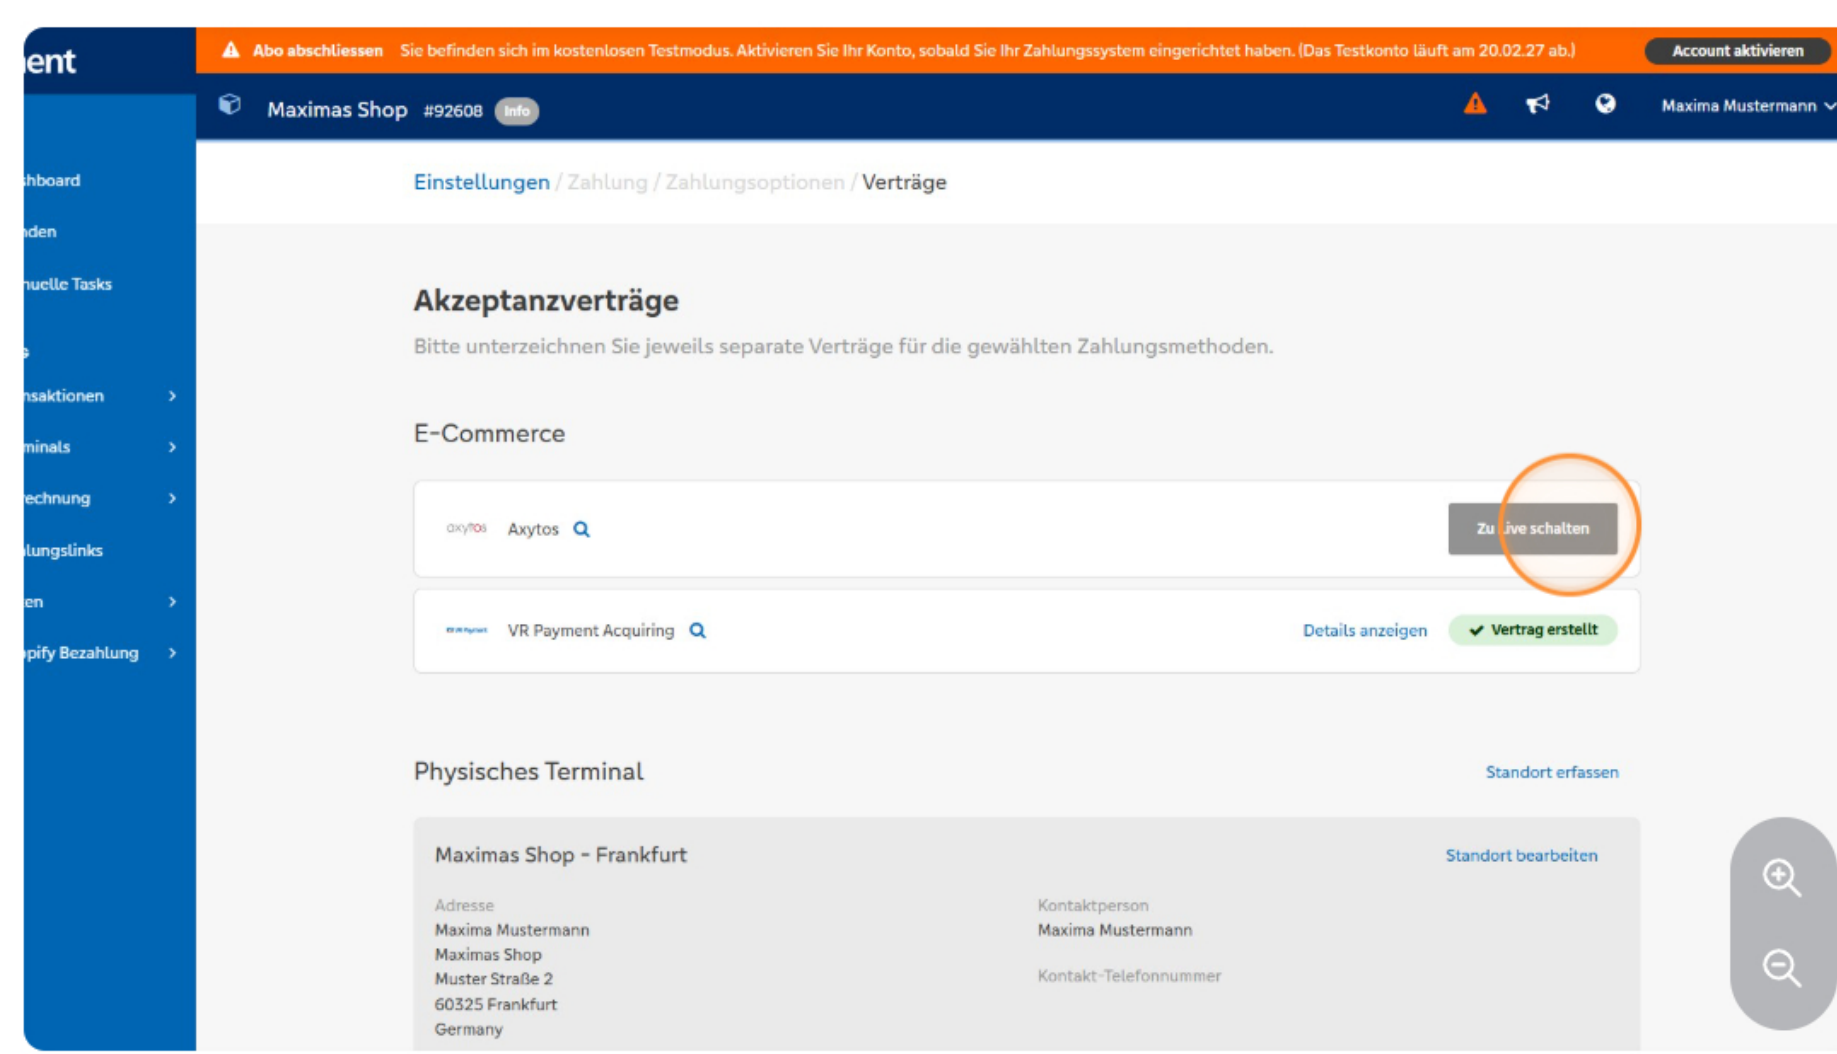 ent
Abo abschliessen Sie befinden sich im kostenlosen Testmodus. Aktivieren Sie Ihr Konto, sobald Sie Ihr Zahlungssystem eingerichtet haben. (Das Testkonto läuft am 20.02.27 ab.) Account aktivieren
Maximas Shop #92608 Info Maxima Mustermann
shboard
nden
nuelle Tasks
nsaktionen
minals
rechnung
lungslinks
en
pify Bezahlung
Einstellungen / Zahlung / Zahlungsoptionen / Verträge
Akzeptanzverträge
Bitte unterzeichnen Sie jeweils separate Verträge für die gewählten Zahlungsmethoden.
E-Commerce
axytos Axytos Zu Live schalten
VR Payment VR Payment Acquiring Details anzeigen Vertrag erstellt
Physisches Terminal Standort erfassen
Maximas Shop - Frankfurt Standort bearbeiten
Adresse
Maxima Mustermann
Maximas Shop
Muster Straße 2
60325 Frankfurt
Germany
Kontaktperson
Maxima Mustermann
Kontakt-Telefonnummer